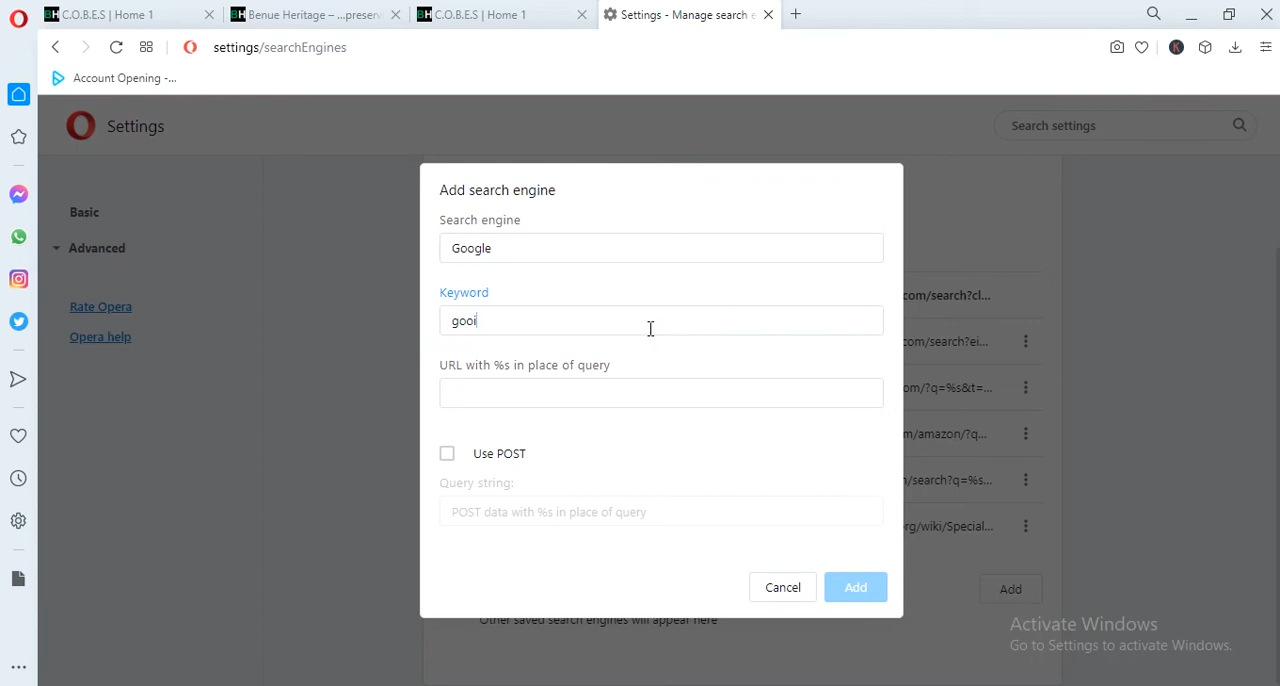 BH C.O.B.E.S | Home 1
BH Benue Heritage – ...preserv
BH C.O.B.E.S | Home 1
Settings - Manage search e
settings/searchEngines
K
Account Opening -...
Settings
Search settings
Basic
Advanced
Rate Opera
Opera help
Add search engine
Search engine
Google
Keyword
gooi
URL with %s in place of query
Use POST
Query string:
POST data with %s in place of query
Cancel
Add
com/search?cl...
com/search?ei...
om/?q=%s&t=...
m/amazon/?q...
/search?q=%s...
rg/wiki/Special...
Add
Other saved search engines will appear here
Activate Windows
Go to Settings to activate Windows.